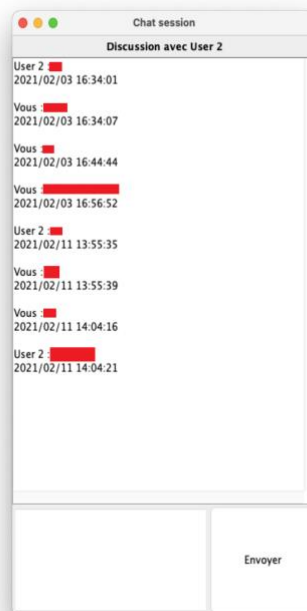 Chat session
Discussion avec User 2
User 2 :
2021/02/03 16:34:01
Vous :
2021/02/03 16:34:07
Vous :
2021/02/03 16:44:44
Vous :
2021/02/03 16:56:52
User 2 :
2021/02/11 13:55:35
Vous :
2021/02/11 13:55:39
Vous :
2021/02/11 14:04:16
User 2 :
2021/02/11 14:04:21
Envoyer